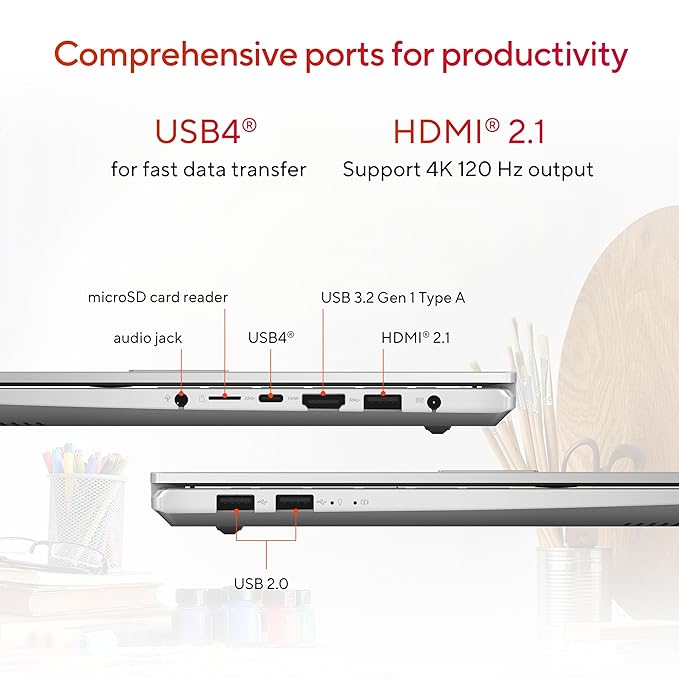 Comprehensive ports for productivity
USB4® HDMI® 2.1
for fast data transfer Support 4K 120 Hz output
microSD card reader USB 3.2 Gen 1 Type A
audio jack USB4® HDMI® 2.1
USB 2.0